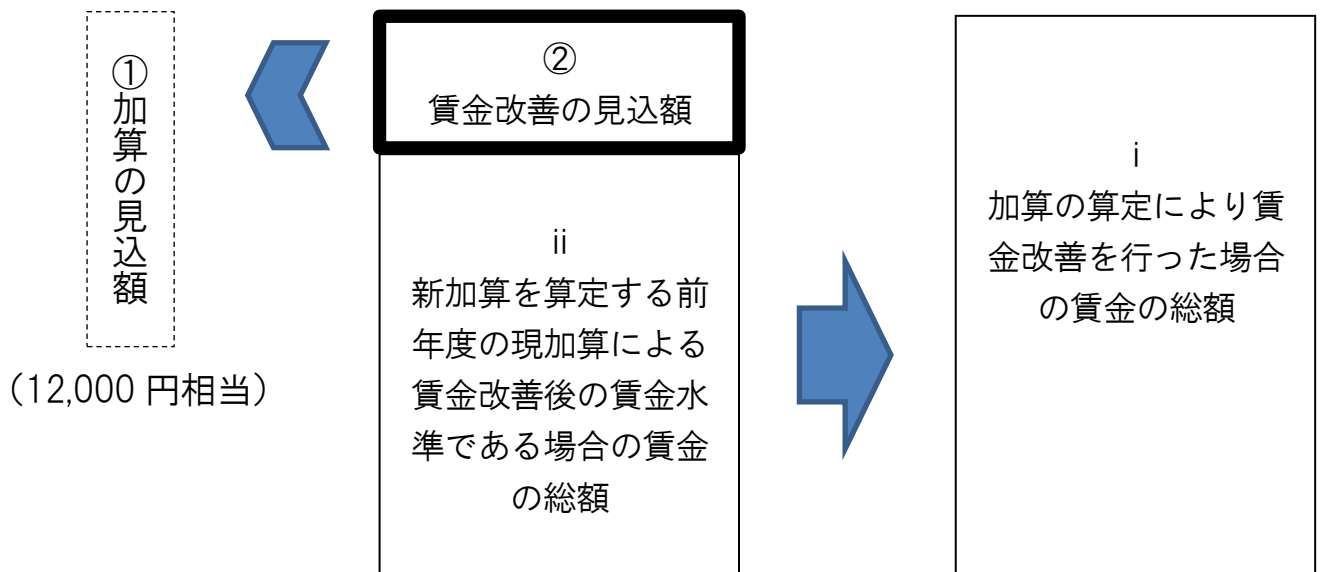 ①加算の見込額
（12,000 円相当）
②
賃金改善の見込額
ⅱ
新加算を算定する前
年度の現加算による
賃金改善後の賃金水
準である場合の賃金
の総額
ⅰ
加算の算定により賃
金改善を行った場合
の賃金の総額